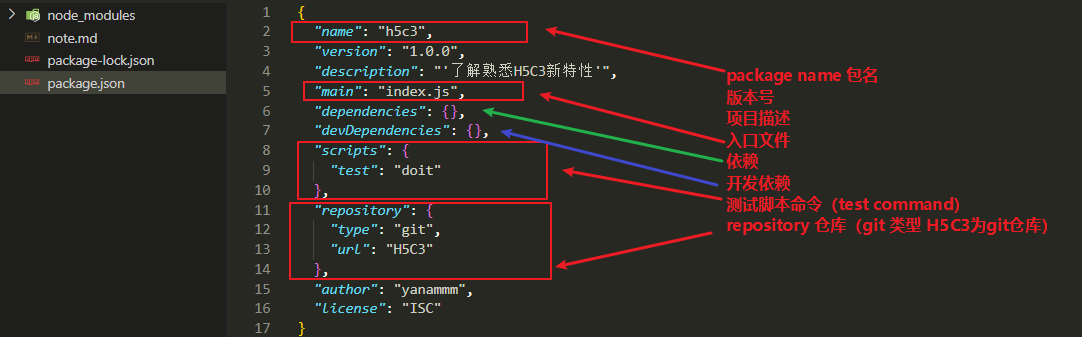 node_modules
note.md
package-lock.json
package.json
1 {
2 "name": "h5c3",
3 "version": "1.0.0",
4 "description": "'了解熟悉H5C3新特性'",
5 "main": "index.js",
6 "dependencies": {},
7 "devDependencies": {},
8 "scripts": {
9 "test": "doit"
10 },
11 "repository": {
12 "type": "git",
13 "url": "H5C3"
14 },
15 "author": "yanammm",
16 "license": "ISC"
17 }
package name 包名
版本号
项目描述
入口文件
依赖
开发依赖
测试脚本命令（test command）
repository 仓库（git 类型 H5C3为git仓库）